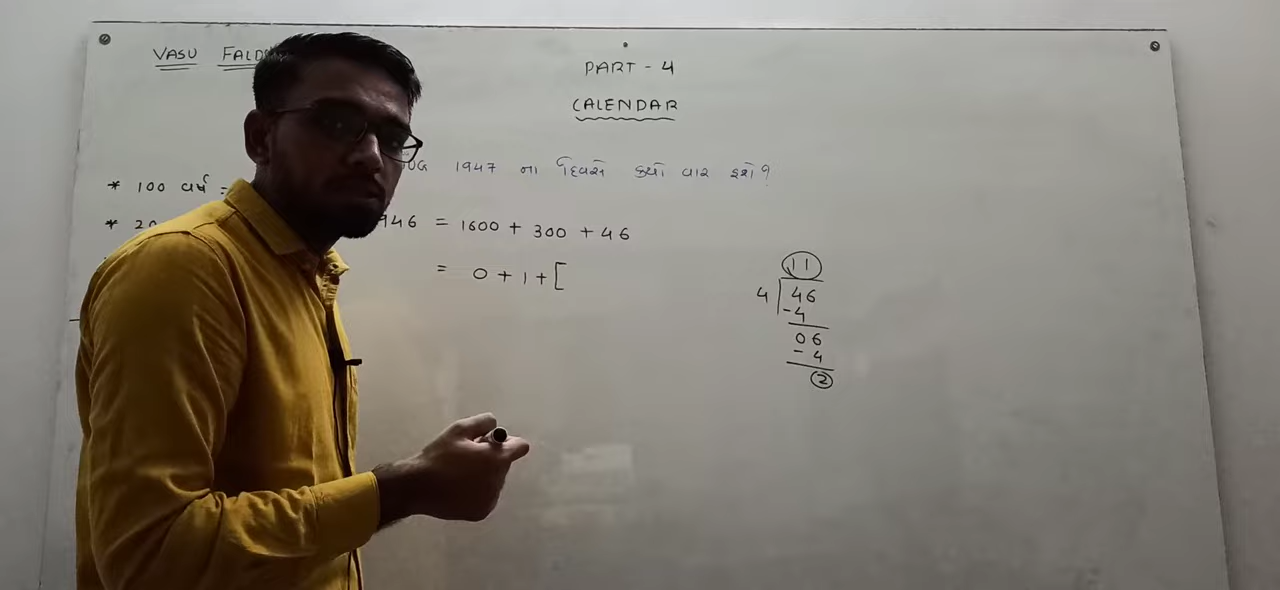 VASU
PART - 4
CALENDAR
1947 ના દિવસે કયો વાર હશે?
* 100 વર્ષ =
* 20
946 = 1600 + 300 + 46
= 0 + 1 + [
11
4 46
-4
06
- 4
2